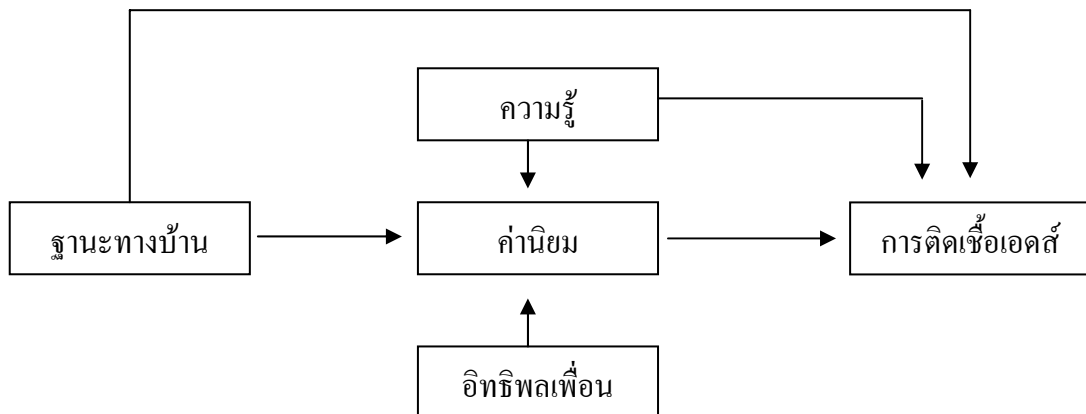 ความรู้
ฐานะทางบ้าน
ค่านิยม
การติดเชื้อเอดส์
อิทธิพลเพื่อน